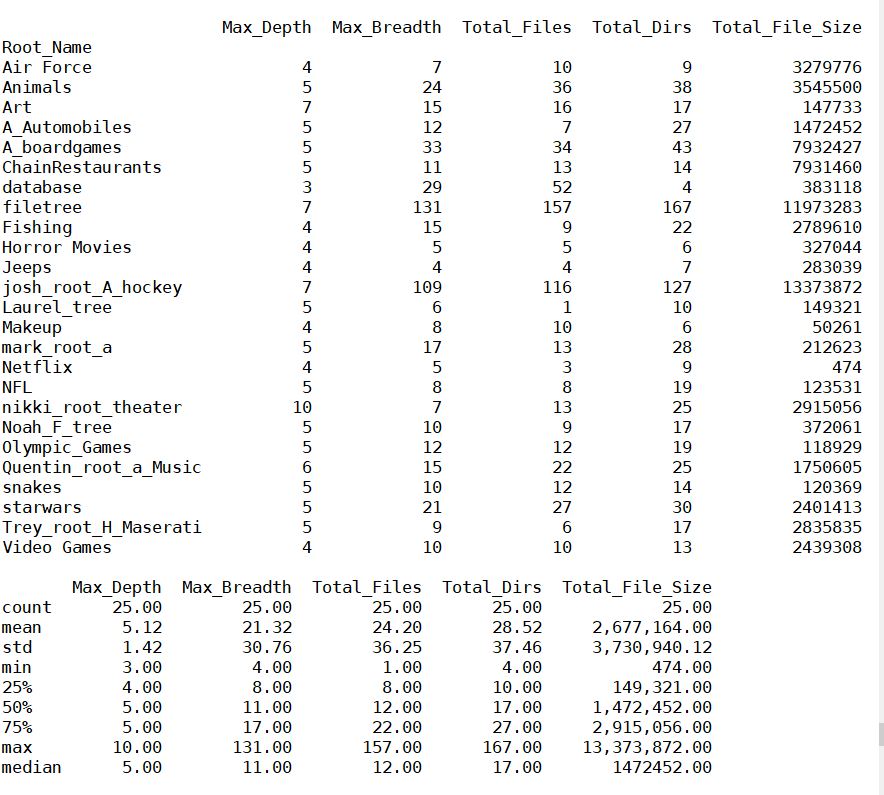 Max_Depth Max_Breadth Total_Files Total_Dirs Total_File_Size
Root_Name
Air Force 4 7 10 9 3279776
Animals 5 24 36 38 3545500
Art 7 15 16 17 147733
A_Automobiles 5 12 7 27 1472452
A_boardgames 5 33 34 43 7932427
ChainRestaurants 5 11 13 14 7931460
database 3 29 52 4 383118
filetree 7 131 157 167 11973283
Fishing 4 15 9 22 2789610
Horror Movies 4 5 5 6 327044
Jeeps 4 4 4 7 283039
josh_root_A_hockey 7 109 116 127 13373872
Laurel_tree 5 6 1 10 149321
Makeup 4 8 10 6 50261
mark_root_a 5 17 13 28 212623
Netflix 4 5 3 9 474
NFL 5 8 8 19 123531
nikki_root_theater 10 7 13 25 2915056
Noah_F_tree 5 10 9 17 372061
Olympic_Games 5 12 12 19 118929
Quentin_root_a_Music 6 15 22 25 1750605
snakes 5 10 12 14 120369
starwars 5 21 27 30 2401413
Trey_root_H_Maserati 5 9 6 17 2835835
Video Games 4 10 10 13 2439308
Max_Depth Max_Breadth Total_Files Total_Dirs Total_File_Size
count 25.00 25.00 25.00 25.00 25.00
mean 5.12 21.32 24.20 28.52 2,677,164.00
std 1.42 30.76 36.25 37.46 3,730,940.12
min 3.00 4.00 1.00 4.00 474.00
25% 4.00 8.00 8.00 10.00 149,321.00
50% 5.00 11.00 12.00 17.00 1,472,452.00
75% 5.00 17.00 22.00 27.00 2,915,056.00
max 10.00 131.00 157.00 167.00 13,373,872.00
median 5.00 11.00 12.00 17.00 1472452.00